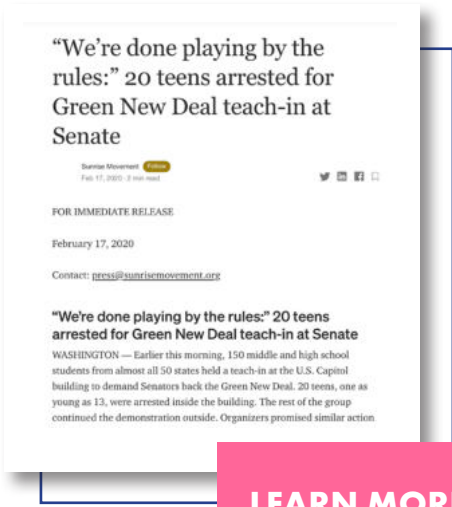 “We’re done playing by the
rules:” 20 teens arrested for
Green New Deal teach-in at
Senate
Sunrise Movement Follow
Feb 17, 2020 · 2 min read
FOR IMMEDIATE RELEASE
February 17, 2020
Contact: press@sunrisemovement.org
“We’re done playing by the rules:” 20 teens
arrested for Green New Deal teach-in at Senate
WASHINGTON — Earlier this morning, 150 middle and high school
students from almost all 50 states held a teach-in at the U.S. Capitol
building to demand Senators back the Green New Deal. 20 teens, one as
young as 13, were arrested inside the building. The rest of the group
continued the demonstration outside. Organizers promised similar action
LEARN MORE